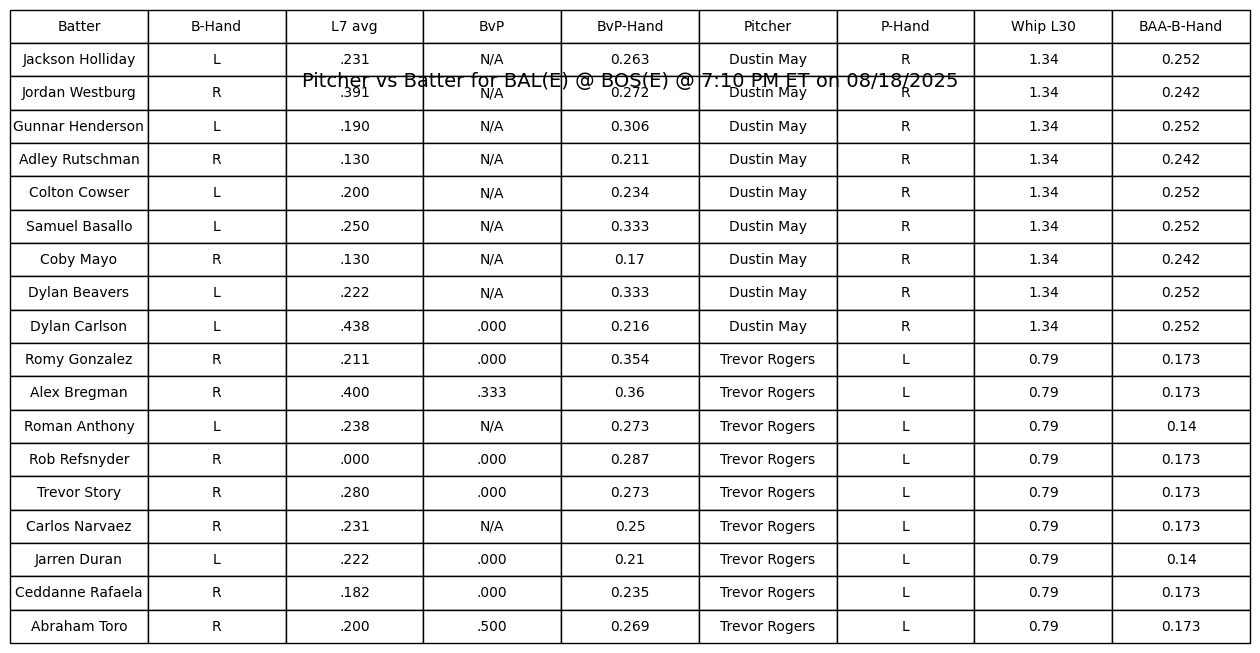 Batter B-Hand L7 avg BvP BvP-Hand Pitcher P-Hand Whip L30 BAA-B-Hand
Jackson Holliday L .231 N/A 0.263 Dustin May R 1.34 0.252
Pitcher vs Batter for BAL(E) @ BOS(E) @ 7:10 PM ET on 08/18/2025
Jordan Westburg R .391 N/A 0.272 Dustin May R 1.34 0.242
Gunnar Henderson L .190 N/A 0.306 Dustin May R 1.34 0.252
Adley Rutschman R .130 N/A 0.211 Dustin May R 1.34 0.242
Colton Cowser L .200 N/A 0.234 Dustin May R 1.34 0.252
Samuel Basallo L .250 N/A 0.333 Dustin May R 1.34 0.252
Coby Mayo R .130 N/A 0.17 Dustin May R 1.34 0.242
Dylan Beavers L .222 N/A 0.333 Dustin May R 1.34 0.252
Dylan Carlson L .438 .000 0.216 Dustin May R 1.34 0.252
Romy Gonzalez R .211 .000 0.354 Trevor Rogers L 0.79 0.173
Alex Bregman R .400 .333 0.36 Trevor Rogers L 0.79 0.173
Roman Anthony L .238 N/A 0.273 Trevor Rogers L 0.79 0.14
Rob Refsnyder R .000 .000 0.287 Trevor Rogers L 0.79 0.173
Trevor Story R .280 .000 0.273 Trevor Rogers L 0.79 0.173
Carlos Narvaez R .231 N/A 0.25 Trevor Rogers L 0.79 0.173
Jarren Duran L .222 .000 0.21 Trevor Rogers L 0.79 0.14
Ceddanne Rafaela R .182 .000 0.235 Trevor Rogers L 0.79 0.173
Abraham Toro R .200 .500 0.269 Trevor Rogers L 0.79 0.173